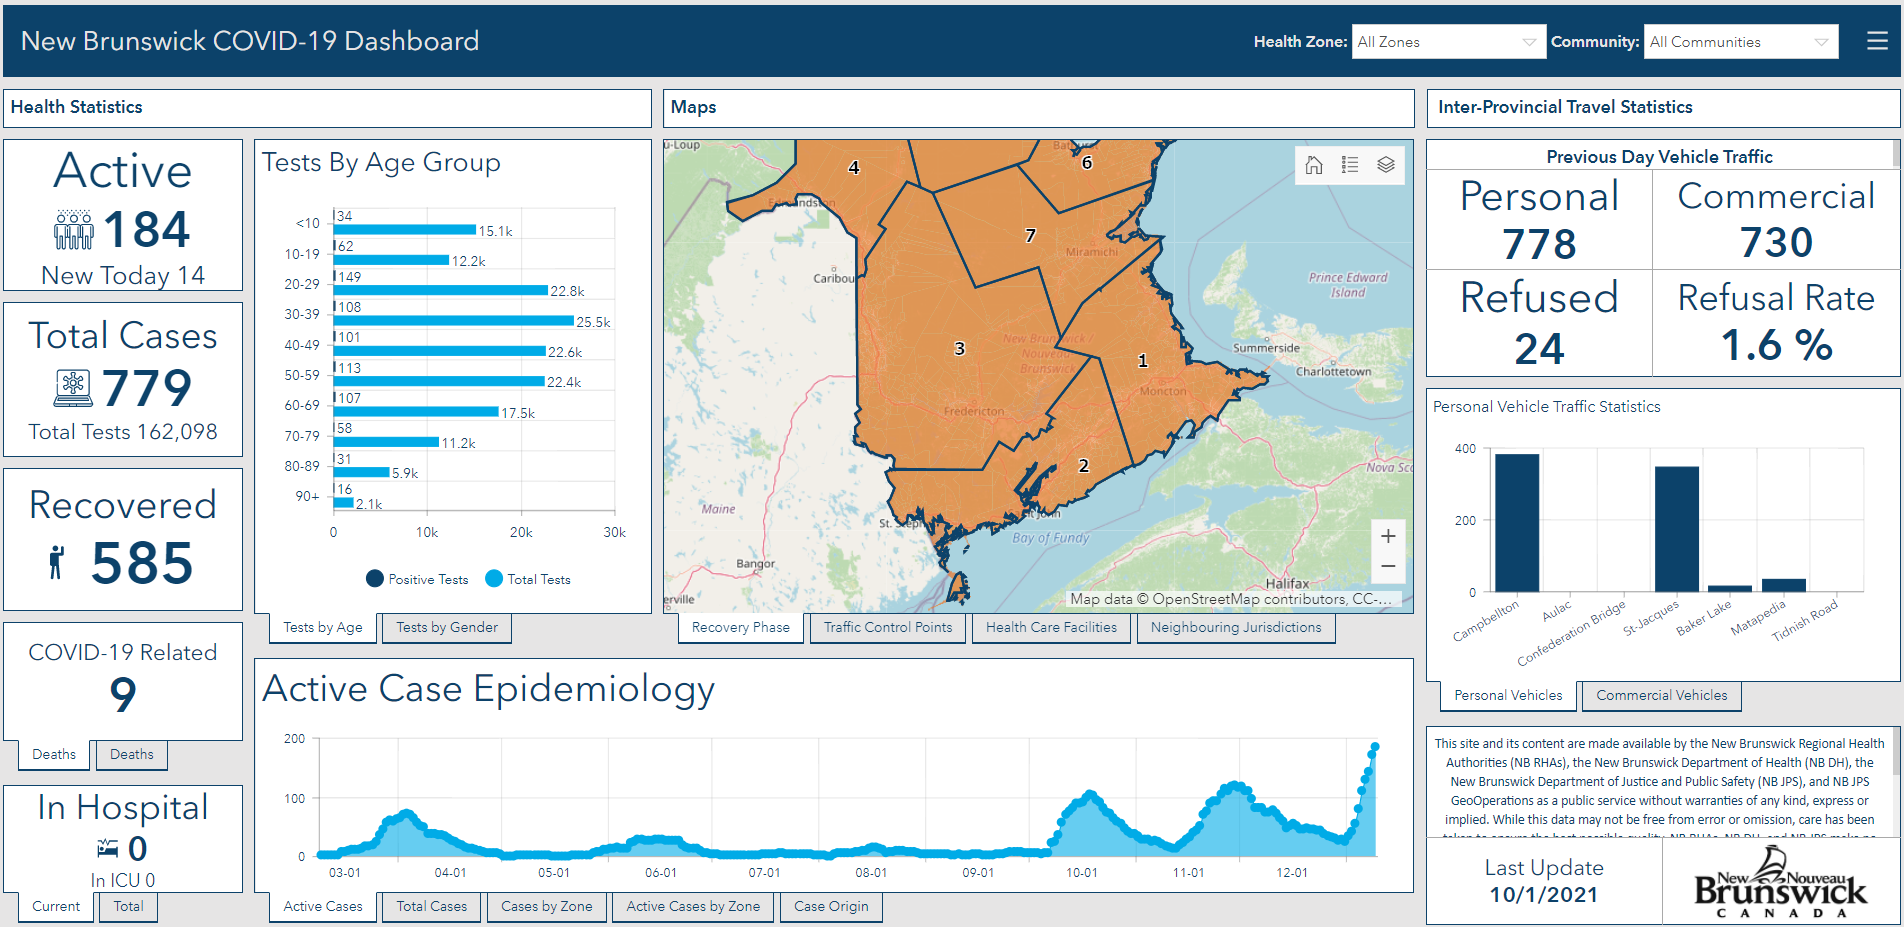 New Brunswick COVID-19 Dashboard
Health Zone: All Zones Community: All Communities
Health Statistics
Active
184
New Today 14
Total Cases
779
Total Tests 162,098
Recovered
585
COVID-19 Related
9
Deaths Deaths
In Hospital
0
In ICU 0
Current Total
Tests By Age Group
<10 34 15.1k
10-19 62 12.2k
20-29 149 22.8k
30-39 108 25.5k
40-49 101 22.6k
50-59 113 22.4k
60-69 107 17.5k
70-79 58 11.2k
80-89 31 5.9k
90+ 16 2.1k
0 10k 20k 30k
Positive Tests Total Tests
Tests by Age Tests by Gender
Maps
u-Loup
4
6
Edmundston
7
Miramichi
Caribou
Prince Edward
Island
3
New Brunswick /
Nouveau
Brunswick
1
Summerside
Charlottetown
Moncton
Fredericton
2
Nova Sc
Maine
Bay of Fundy
Bangor
Halifax
erville
+
−
Map data © OpenStreetMap contributors, CC-...
Recovery Phase Traffic Control Points Health Care Facilities Neighbouring Jurisdictions
Active Case Epidemiology
200
100
0
03-01 04-01 05-01 06-01 07-01 08-01 09-01 10-01 11-01 12-01
Active Cases Total Cases Cases by Zone Active Cases by Zone Case Origin
Inter-Provincial Travel Statistics
Previous Day Vehicle Traffic
Personal Commercial
778 730
Refused Refusal Rate
24 1.6 %
Personal Vehicle Traffic Statistics
400
200
0
Campbellton Aulac Confederation Bridge St-Jacques Baker Lake Matapedia Tidnish Road
Personal Vehicles Commercial Vehicles
This site and its content are made available by the New Brunswick Regional Health
Authorities (NB RHAs), the New Brunswick Department of Health (NB DH), the
New Brunswick Department of Justice and Public Safety (NB JPS), and NB JPS
GeoOperations as a public service without warranties of any kind, express or
implied. While this data may not be free from error or omission, care has been
Last Update
10/1/2021
New Nouveau
Brunswick
CANADA